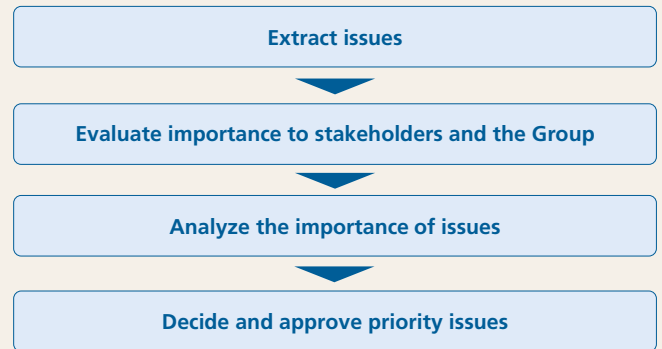 Extract issues
Evaluate importance to stakeholders and the Group
Analyze the importance of issues
Decide and approve priority issues